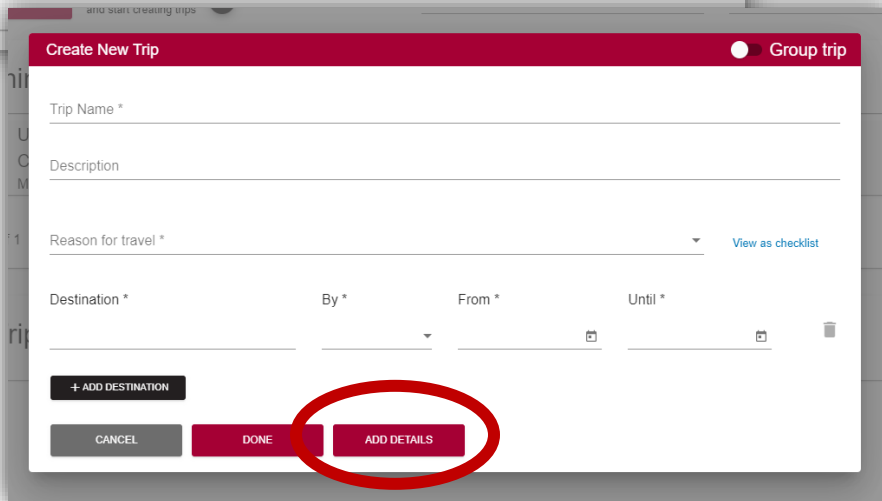 and start creating trips
Create New Trip
Group trip
Trip Name *
Description
Reason for travel *
View as checklist
Destination * By * From * Until *
+ ADD DESTINATION
CANCEL DONE ADD DETAILS